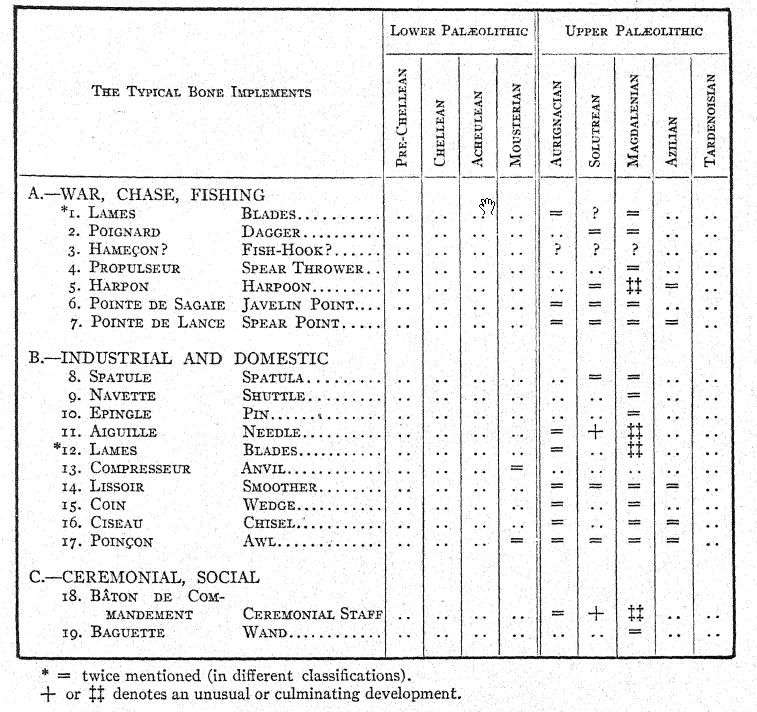 LOWER PALÆOLITHIC UPPER PALÆOLITHIC
THE TYPICAL BONE IMPLEMENTS PRE-CHELLEAN CHELLEAN ACHEULEAN MOUSTERIAN AURIGNACIAN SOLUTREAN MAGDALENIAN AZILIAN TARDENOISIAN
A.—WAR, CHASE, FISHING
*1. LAMES BLADES.......... .. .. .. .. = ? = .. ..
2. POIGNARD DAGGER.......... .. .. .. .. .. = = .. ..
3. HAMEÇON? FISH-HOOK?...... .. .. .. .. ? ? ? .. ..
4. PROPULSEUR SPEAR THROWER.. .. .. .. .. .. .. = .. ..
5. HARPON HARPOON......... .. .. .. .. .. = ‡‡ = ..
6. POINTE DE SAGAIE JAVELIN POINT.... .. .. .. .. = = = .. ..
7. POINTE DE LANCE SPEAR POINT..... .. .. .. .. = = = = ..
B.—INDUSTRIAL AND DOMESTIC
8. SPATULE SPATULA......... .. .. .. .. .. = = .. ..
9. NAVETTE SHUTTLE......... .. .. .. .. .. .. = .. ..
10. EPINGLE PIN............. .. .. .. .. .. .. = .. ..
11. AIGUILLE NEEDLE.......... .. .. .. .. = + ‡‡ .. ..
*12. LAMES BLADES.......... .. .. .. .. = .. ‡‡ .. ..
13. COMPRESSEUR ANVIL........... .. .. .. = .. .. .. .. ..
14. LISSOIR SMOOTHER........ .. .. .. .. = = = = ..
15. COIN WEDGE........... .. .. .. .. = .. = .. ..
16. CISEAU CHISEL.......... .. .. .. .. = .. = = ..
17. POINÇON AWL............. .. .. .. = = = = = ..
C.—CEREMONIAL, SOCIAL
18. BÂTON DE COM-
MANDEMENT CEREMONIAL STAFF .. .. .. .. = + ‡‡ .. ..
19. BAGUETTE WAND............ .. .. .. .. .. .. = .. ..
* = twice mentioned (in different classifications).
+ or ‡‡ denotes an unusual or culminating development.